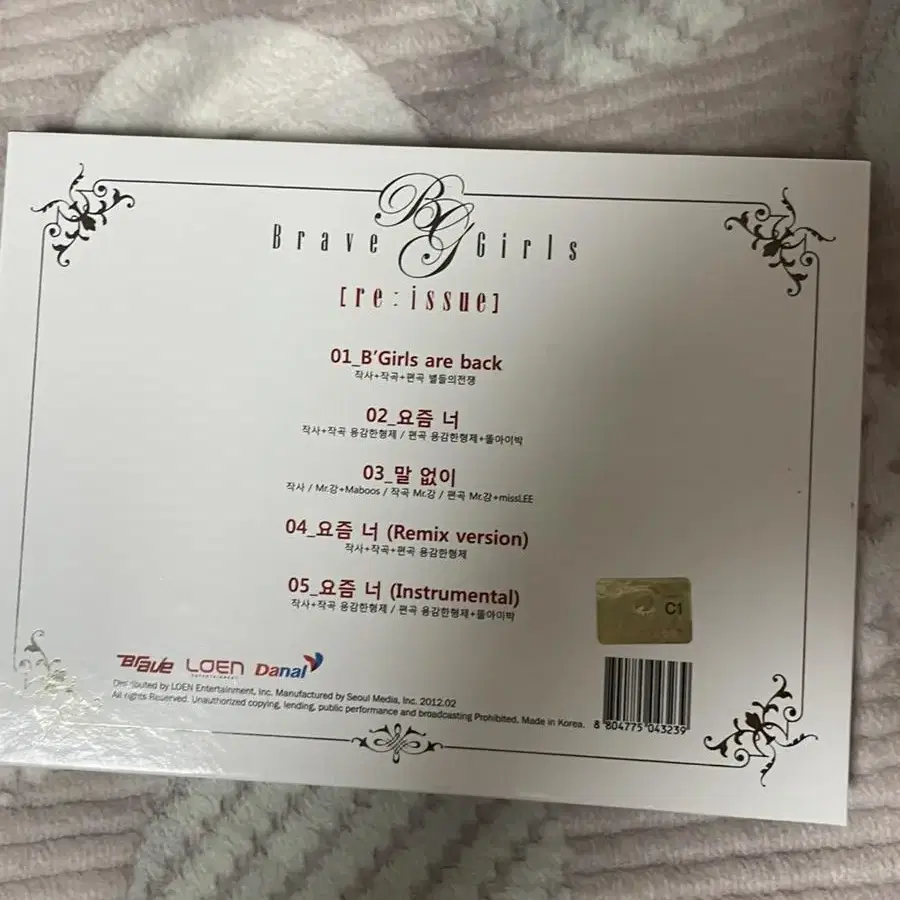 BG
Brave Girls
[re:issue]
01_B'Girls are back
작사+작곡+편곡 별들의전쟁
02_요즘 너
작사+작곡 용감한형제 / 편곡 용감한형제+똘아이박
03_말 없이
작사 / Mr.강+Maboos / 작곡 Mr.강 / 편곡 Mr.강+missLEE
04_요즘 너 (Remix version)
작사+작곡+편곡 용감한형제
05_요즘 너 (Instrumental)
작사+작곡 용감한형제 / 편곡 용감한형제+똘아이박
C1
Brave LOEN ENTERTAINMENT Danal
Distributed by LOEN Entertainment, Inc. Manufactured by Seoul Media, Inc. 2012.02
All rights Reserved. Unauthorized copying, lending, public performance and broadcasting Prohibited. Made in Korea.
8 804775 043239